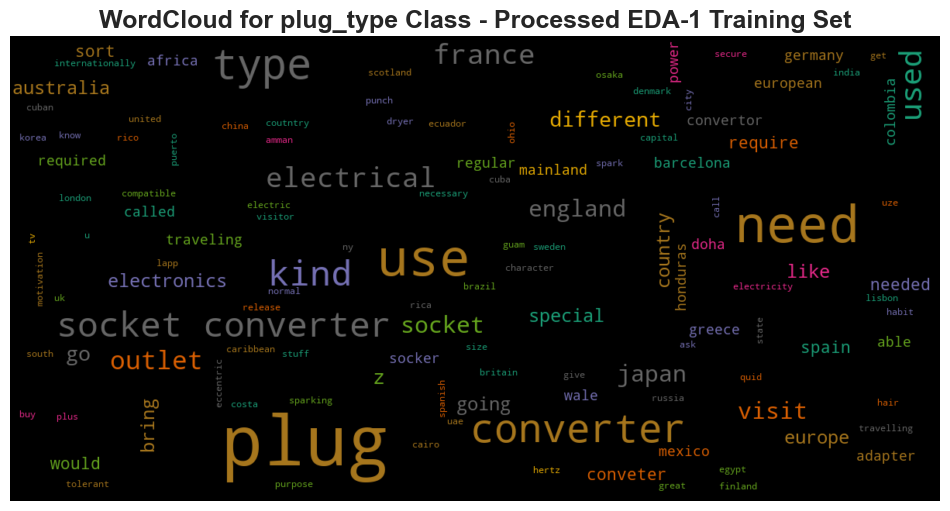 WordCloud for plug_type Class - Processed EDA-1 Training Set
sort
internationally
africa
type
france
power
secure
germany
get
used
australia
scotland
osaka
european
india
cuban
punch
denmark
city
colombia
united
china
coutntry
dryer
ecuador
ohio
different
convertor
korea
know
rico
puerto
amman
capital
require
required
electrical
regular
mainland
spark
barcelona
cuba
london
compatible
necessary
called
electric
visitor
england
call
need
uze
tv
u
traveling
ny
use
guam
sweden
country
doha
honduras
motivation
lapp
electronics
kind
character
like
normal
brazil
electricity
needed
uk
release
rica
lisbon
habit
socket converter
socket
special
greece
state
able
south
go
outlet
caribbean
stuff
socker
size
ask
spain
eccentric
z
britain
give
japan
quid
buy
plus
bring
costa
sparking
spanish
going
wale
russia
visit
hair
plug
uae
converter
europe
travelling
would
cairo
mexico
adapter
tolerant
purpose
hertz
conveter
great
egypt
finland